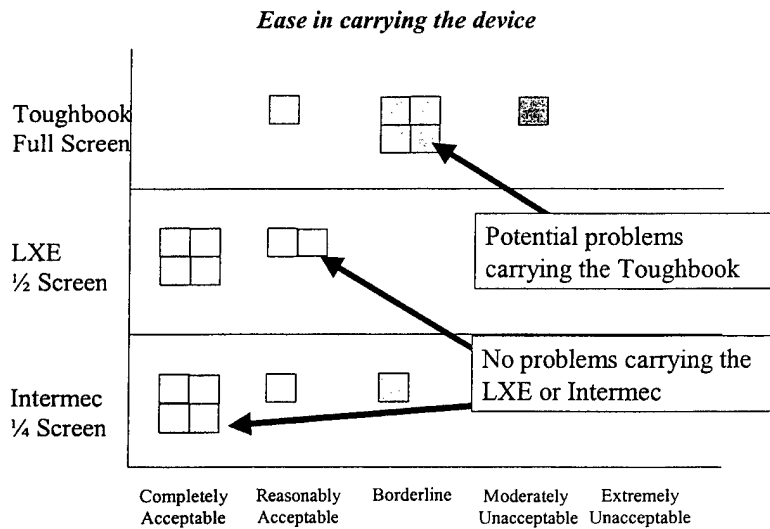 Ease in carrying the device
Toughbook
Full Screen
Potential problems
carrying the Toughbook
LXE
½ Screen
No problems carrying the
LXE or Intermec
Intermec
¼ Screen
Completely
Acceptable
Reasonably
Acceptable
Borderline
Moderately
Unacceptable
Extremely
Unacceptable